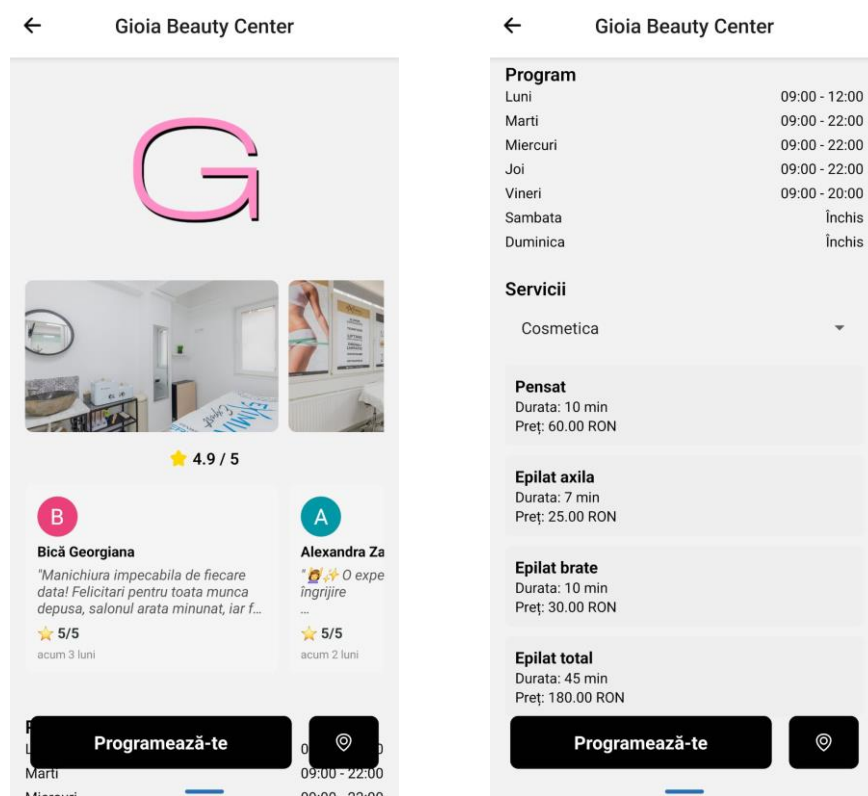 Gioia Beauty Center
G
4.9 / 5
B
Bică Georgiana
"Manichiura impecabila de fiecare
data! Felicitari pentru toata munca
depusa, salonul arata minunat, iar f...
5/5
acum 3 luni
A
Alexandra Za
" O expe
îngrijire
...
5/5
acum 2 luni
Programează-te
Marti 09:00 - 22:00
Gioia Beauty Center
Program
Luni 09:00 - 12:00
Marti 09:00 - 22:00
Miercuri 09:00 - 22:00
Joi 09:00 - 22:00
Vineri 09:00 - 20:00
Sambata Închis
Duminica Închis
Servicii
Cosmetica
Pensat
Durata: 10 min
Preț: 60.00 RON
Epilat axila
Durata: 7 min
Preț: 25.00 RON
Epilat brate
Durata: 10 min
Preț: 30.00 RON
Epilat total
Durata: 45 min
Preț: 180.00 RON
Programează-te